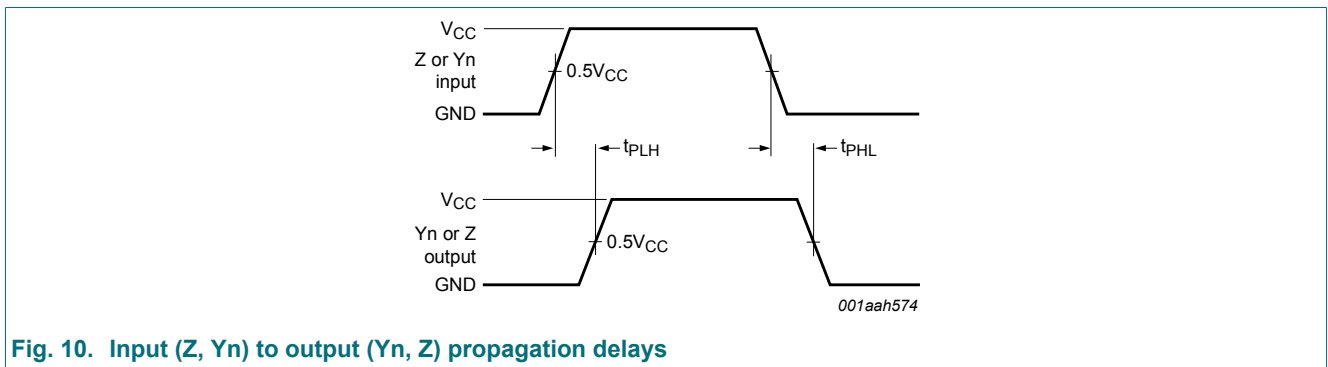 VCC
Z or Yn
input
0.5VCC
GND
tPLH
tPHL
VCC
Yn or Z
output
0.5VCC
GND
001aah574
Fig. 10. Input (Z, Yn) to output (Yn, Z) propagation delays